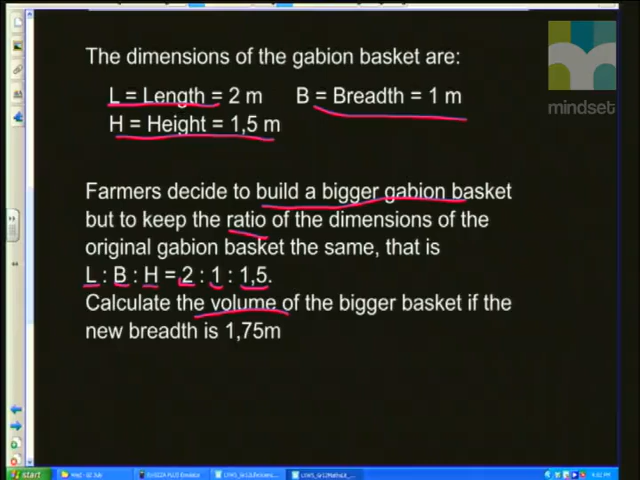 The dimensions of the gabion basket are:
L = Length = 2 m B = Breadth = 1 m
H = Height = 1,5 m
mindset
Farmers decide to build a bigger gabion basket
but to keep the ratio of the dimensions of the
original gabion basket the same, that is
L : B : H = 2 : 1 : 1,5.
Calculate the volume of the bigger basket if the
new breadth is 1,75m
start